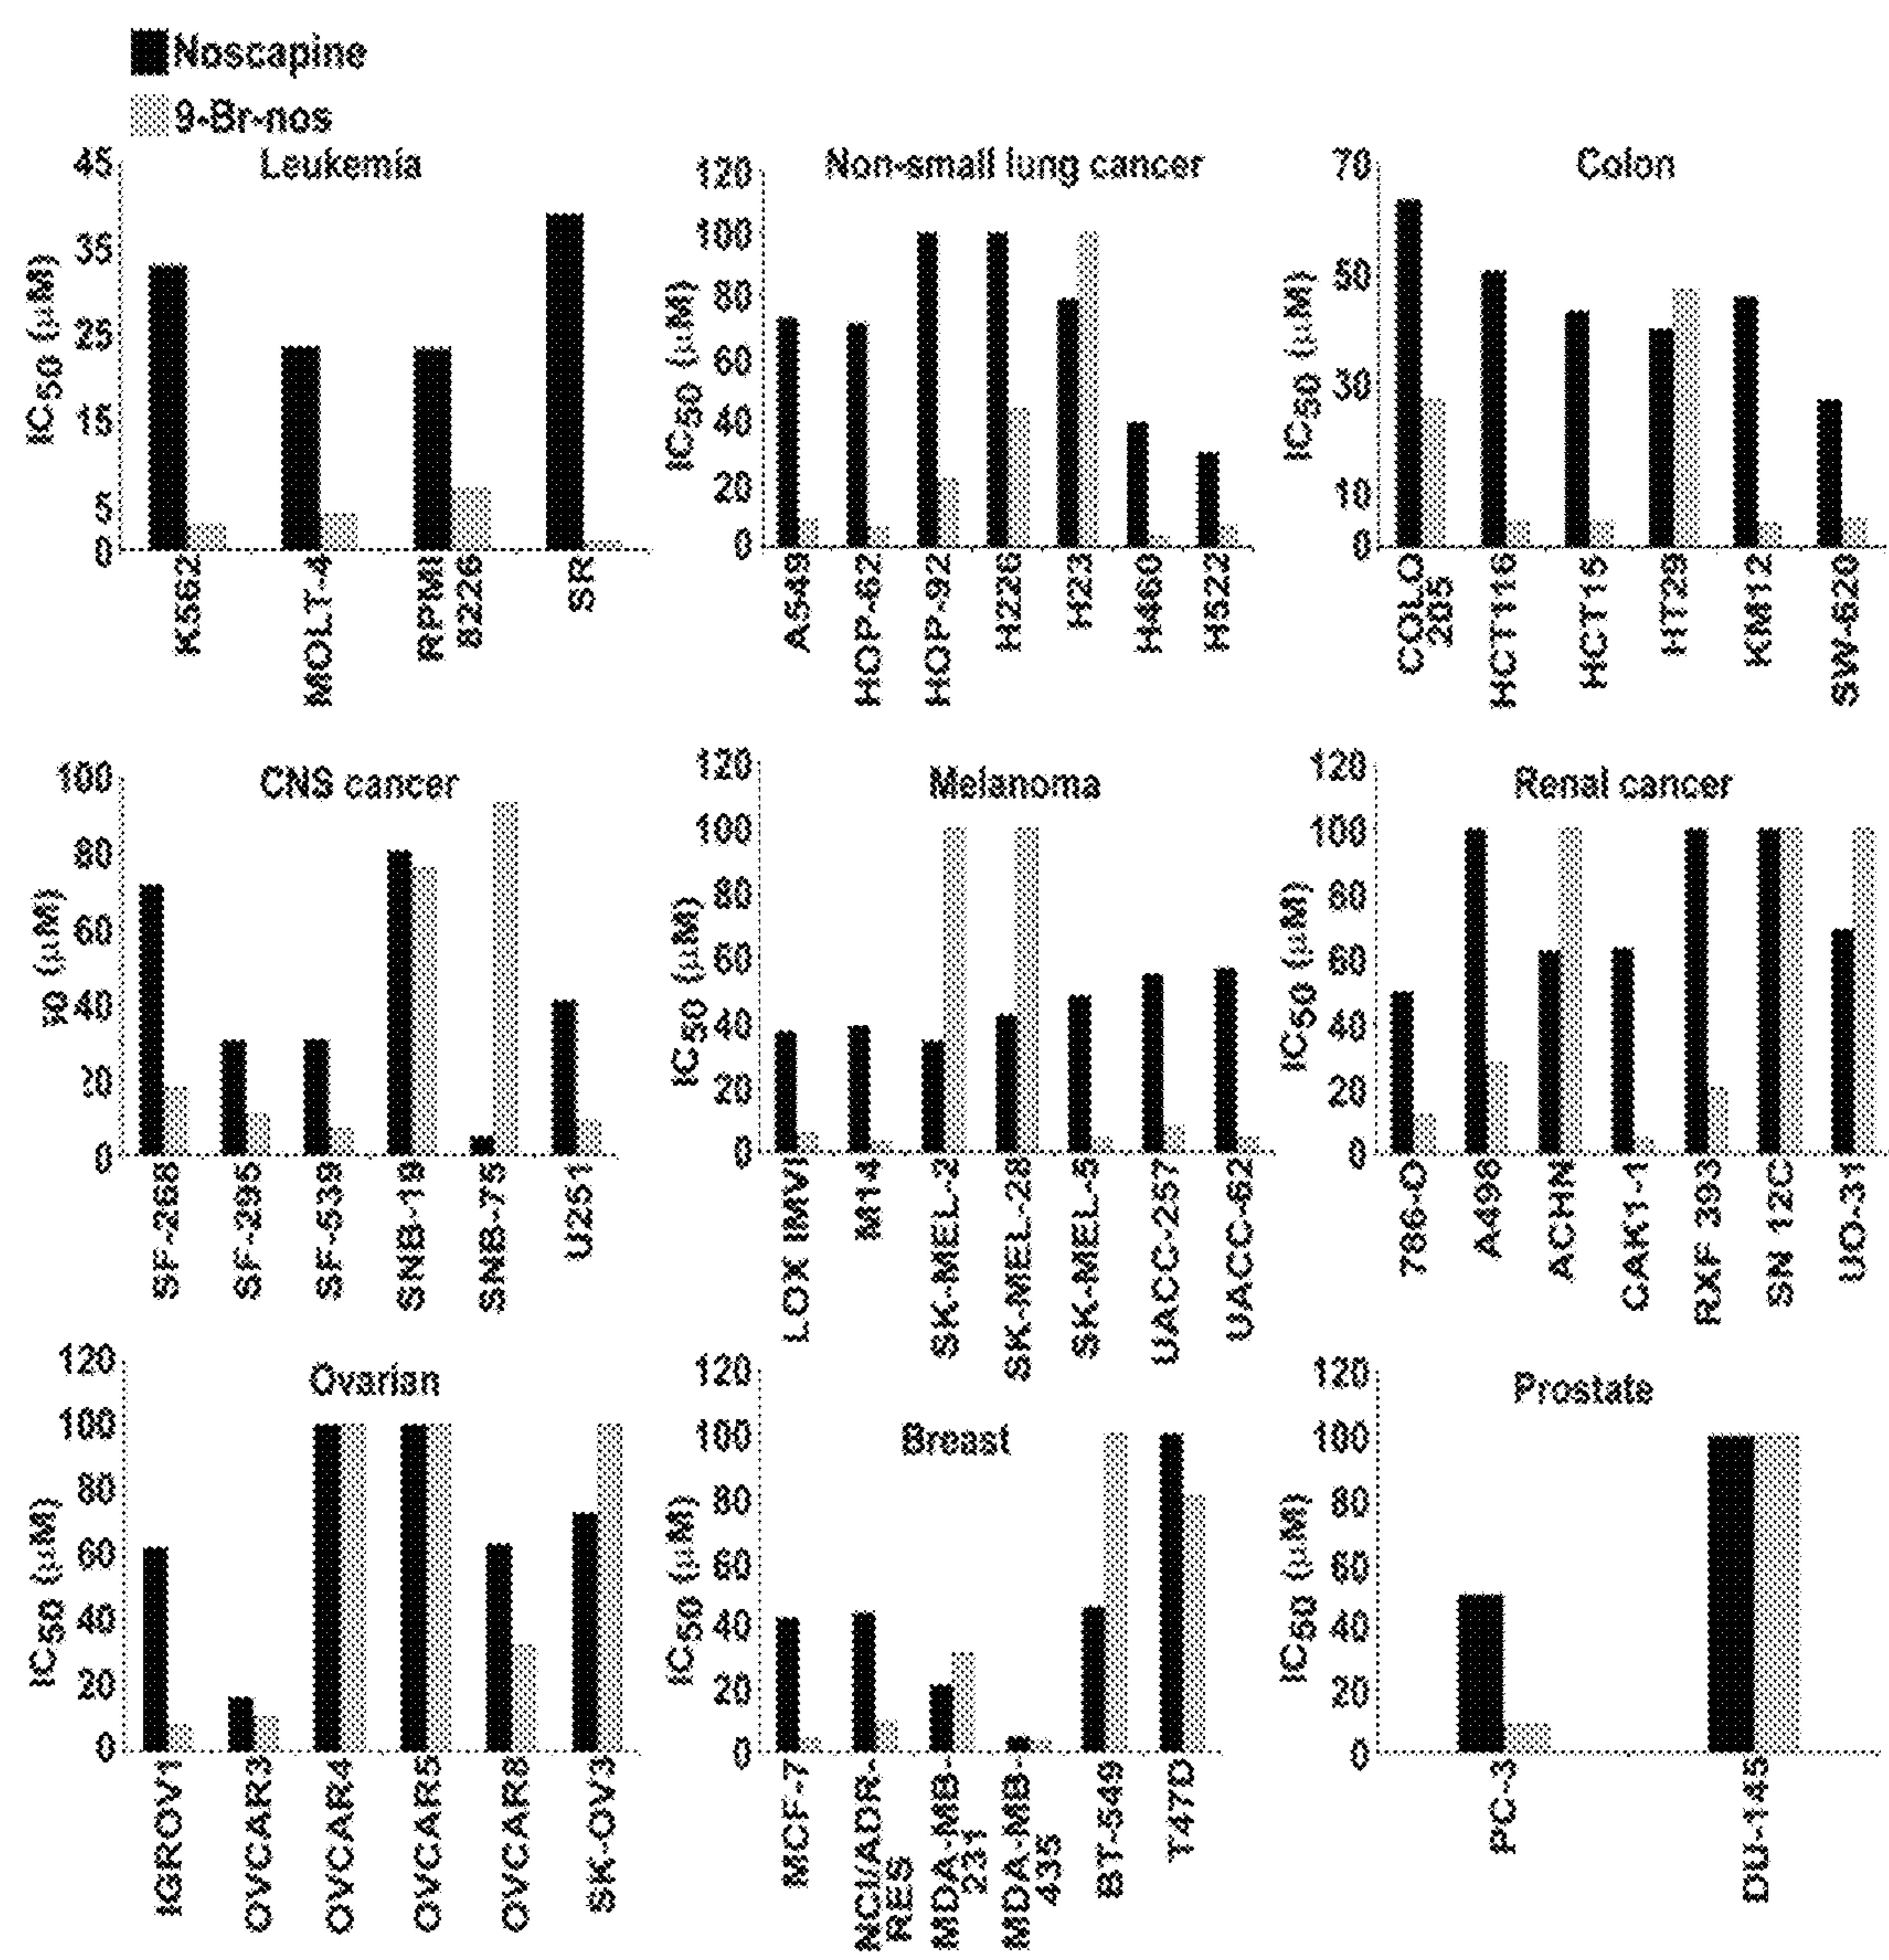 Noscapine
9-Br-nos
Leukemia
IC50 (μM)
45
35
25
15
5
0
K562
MOLT-4
RPMI
8226
SR
Non-small lung cancer
IC50 (μM)
120
100
80
60
40
20
0
A549
HOP-62
HOP-92
H226
H23
H460
H522
Colon
IC50 (μM)
70
50
30
10
0
COLO
205
HCT116
HCT15
HT29
KM12
SW-620
CNS cancer
50 (μM)
100
80
60
40
20
0
SF-268
SF-295
SF-539
SNB-19
SNB-75
U251
Melanoma
IC50 (μM)
120
100
80
60
40
20
0
LOX IMVI
M14
SK-MEL-2
SK-MEL-28
SK-MEL-5
UACC-257
UACC-62
Renal cancer
IC50 (μM)
120
100
80
60
40
20
0
786-O
A498
ACHN
CAK1-1
RXF 393
SN 12C
UO-31
Ovarian
IC50 (μM)
120
100
80
60
40
20
0
IGROV1
OVCAR3
OVCAR4
OVCAR5
OVCAR8
SK-OV3
Breast
IC50 (μM)
120
100
80
60
40
20
0
MCF-7
NCI/ADR-
RES
MDA-MB-
231
MDA-MB-
435
BT-549
T47D
Prostate
IC50 (μM)
120
100
80
60
40
20
0
PC-3
DU-145